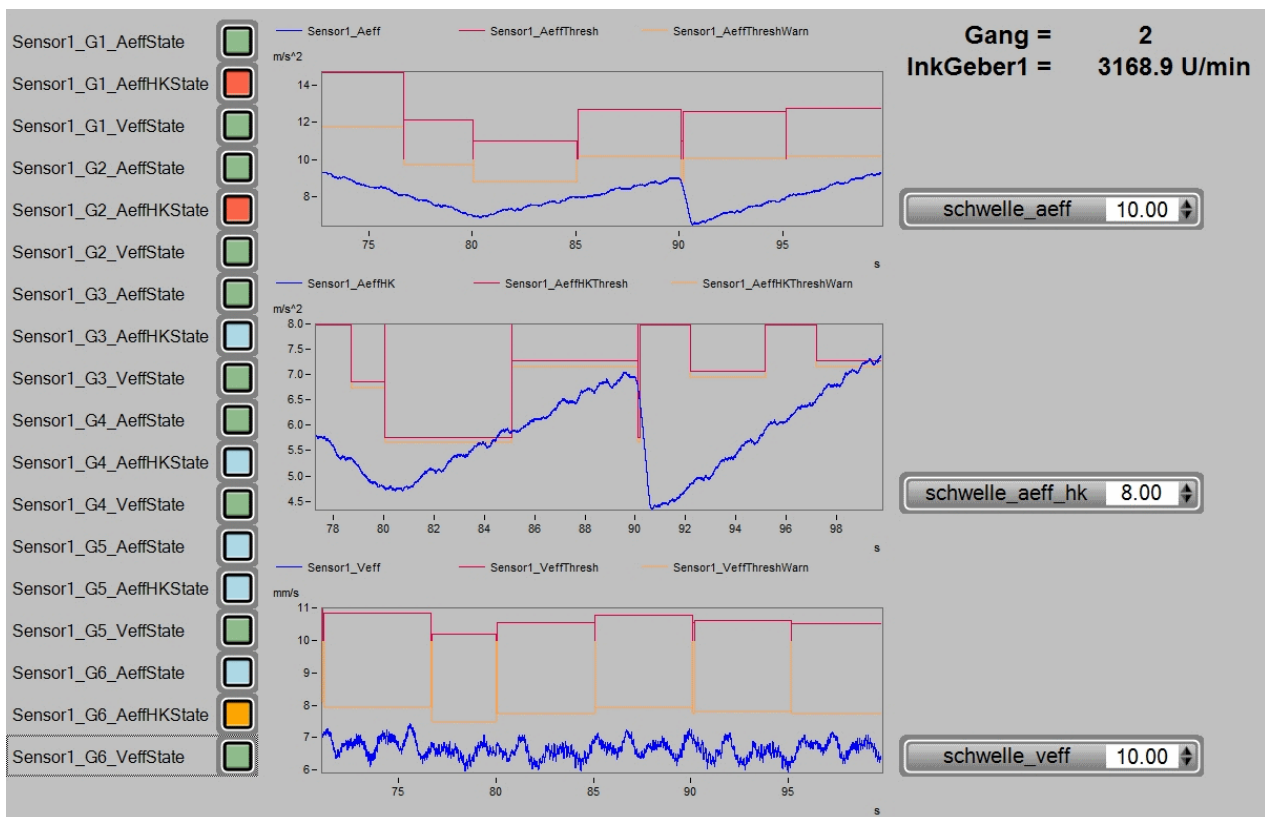 Sensor1_G1_AeffState
Sensor1_G1_AeffHKState
Sensor1_G1_VeffState
Sensor1_G2_AeffState
Sensor1_G2_AeffHKState
Sensor1_G2_VeffState
Sensor1_G3_AeffState
Sensor1_G3_AeffHKState
Sensor1_G3_VeffState
Sensor1_G4_AeffState
Sensor1_G4_AeffHKState
Sensor1_G4_VeffState
Sensor1_G5_AeffState
Sensor1_G5_AeffHKState
Sensor1_G5_VeffState
Sensor1_G6_AeffState
Sensor1_G6_AeffHKState
Sensor1_G6_VeffState
Sensor1_Aeff Sensor1_AeffThresh Sensor1_AeffThreshWarn
m/s^2
14
12
10
8
75 80 85 90 95
s
Sensor1_AeffHK Sensor1_AeffHKThresh Sensor1_AeffHKThreshWarn
m/s^2
8.0
7.5
7.0
6.5
6.0
5.5
5.0
4.5
78 80 82 84 86 88 90 92 94 96 98
s
Sensor1_Veff Sensor1_VeffThresh Sensor1_VeffThreshWarn
mm/s
11
10
9
8
7
6
75 80 85 90 95
s
Gang = 2
InkGeber1 = 3168.9 U/min
schwelle_aeff 10.00
schwelle_aeff_hk 8.00
schwelle_veff 10.00